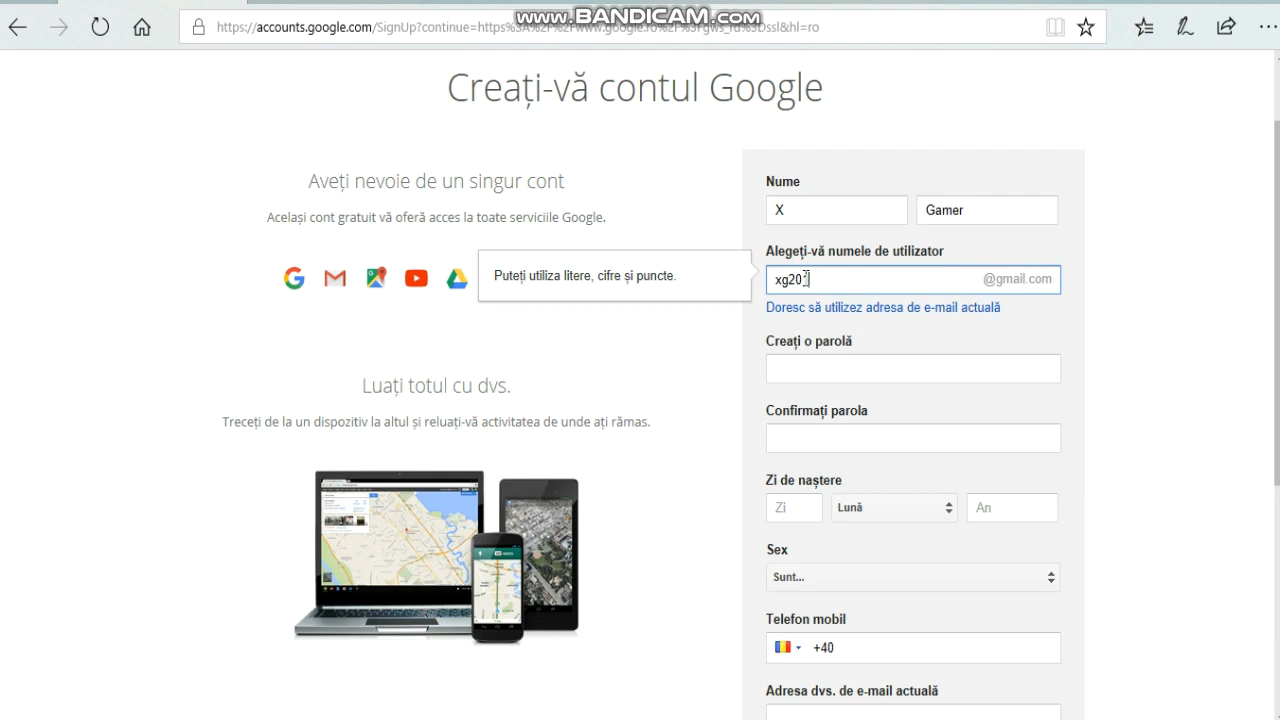 www.BANDICAM.com
https://accounts.google.com/SignUp?continue=https%3A%2F%2Fwww.google.ro%2F%3Fgws_rd%3Dssl&hl=ro
Creați-vă contul Google
Aveți nevoie de un singur cont
Același cont gratuit vă oferă acces la toate serviciile Google.
Luați totul cu dvs.
Treceți de la un dispozitiv la altul și reluați-vă activitatea de unde ați rămas.
Nume
X Gamer
Alegeți-vă numele de utilizator
Puteți utiliza litere, cifre și puncte.
xg20 @gmail.com
Doresc să utilizez adresa de e-mail actuală
Creați o parolă
Confirmați parola
Zi de naștere
Zi Lună An
Sex
Sunt...
Telefon mobil
+40
Adresa dvs. de e-mail actuală